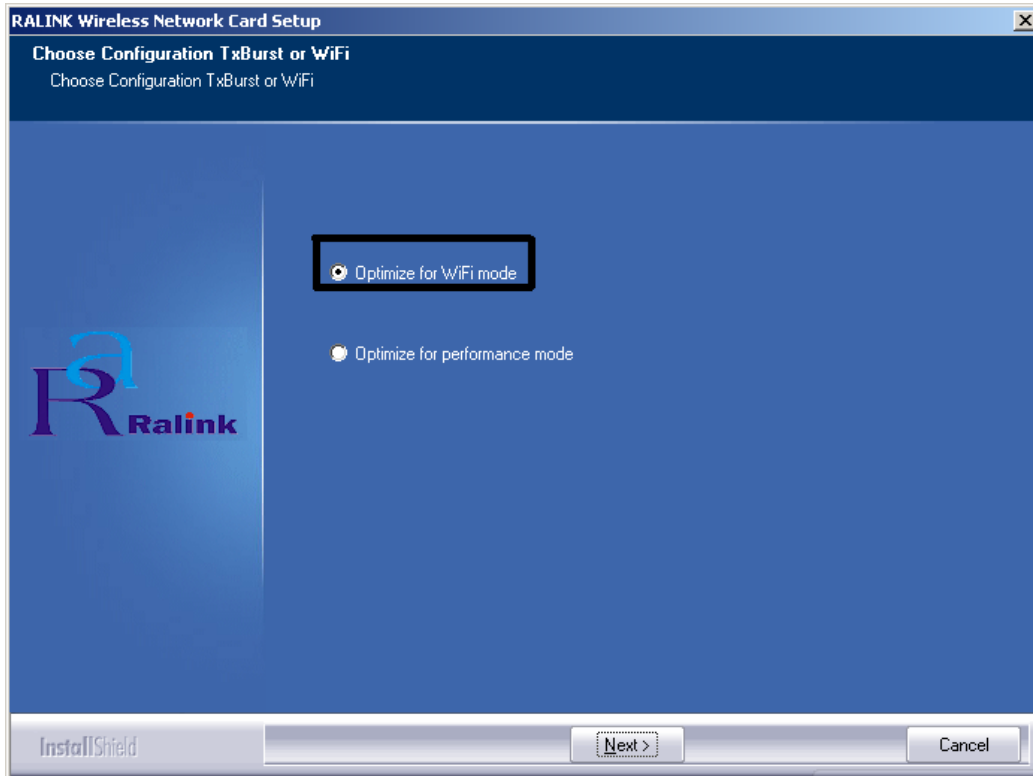 RALINK Wireless Network Card Setup
Choose Configuration TxBurst or WiFi
Choose Configuration TxBurst or WiFi
Optimize for WiFi mode
Optimize for performance mode
Ra
Ralink
InstallShield
Next >
Cancel